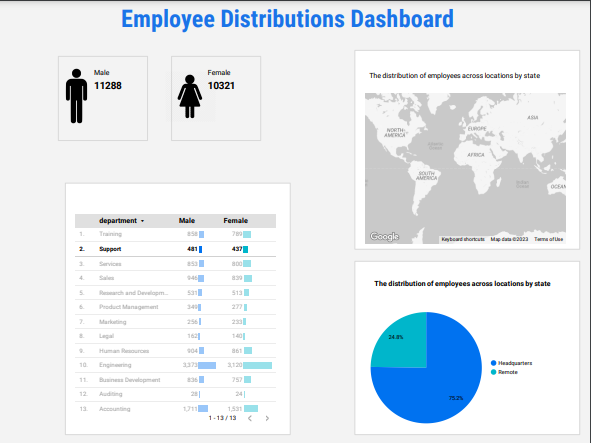 Employee Distributions Dashboard
Male
11288
Female
10321
The distribution of employees across locations by state
NORTH AMERICA
EUROPE
ASIA
AFRICA
SOUTH AMERICA
OCEAN
Google
Keyboard shortcuts Map data ©2023 Terms of Use
department Male Female
1. Training 858 789
2. Support 481 437
3. Services 853 800
4. Sales 946 839
5. Research and Developm... 531 513
6. Product Management 349 277
7. Marketing 256 233
8. Legal 162 140
9. Human Resources 904 861
10. Engineering 3,373 3,120
11. Business Development 836 757
12. Auditing 28 24
13. Accounting 1,711 1,531
1 - 13 / 13 < >
The distribution of employees across locations by state
24.8%
75.2%
Headquarters
Remote